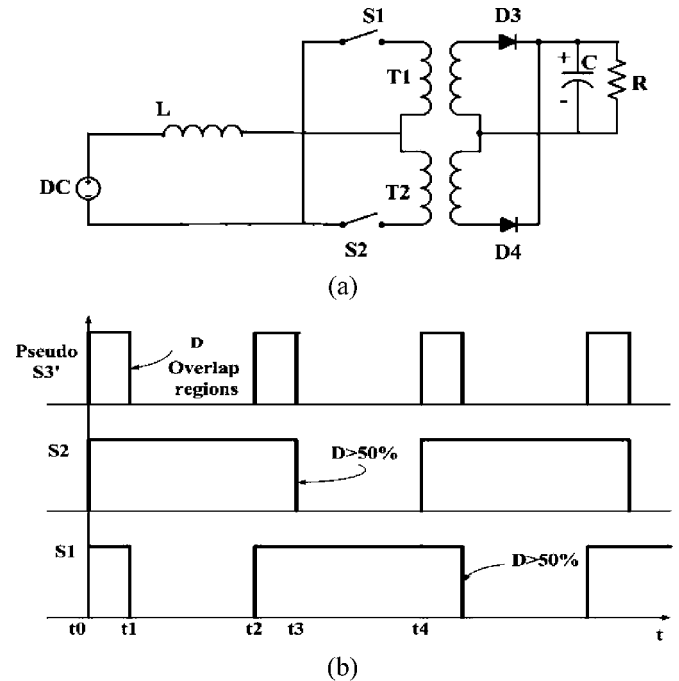 S1
D3
T1
+
C
R
-
L
DC
T2
S2
D4
(a)
Pseudo
S3'
D
Overlap
regions
S2
D>50%
S1
D>50%
t0
t1
t2
t3
t4
t
(b)